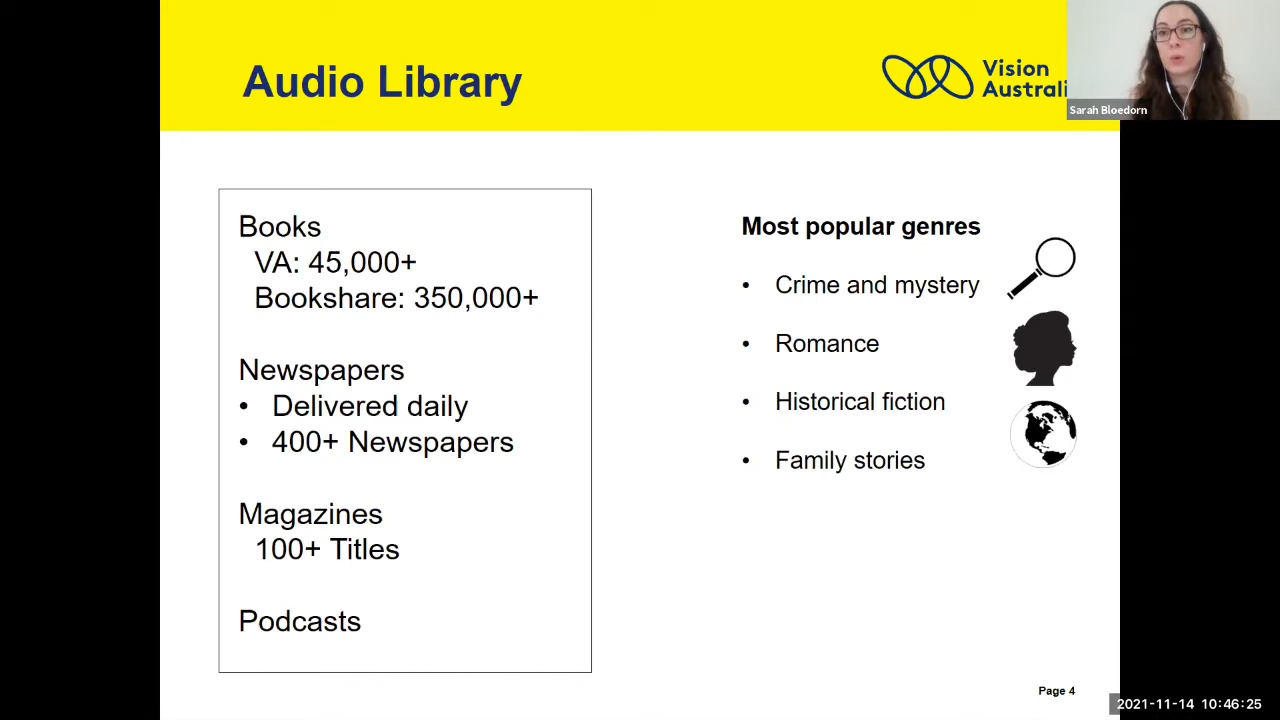 Audio Library
Vision
Australi
Sarah Bloedorn
Books
VA: 45,000+
Bookshare: 350,000+
Newspapers
• Delivered daily
• 400+ Newspapers
Magazines
100+ Titles
Podcasts
Most popular genres
• Crime and mystery
• Romance
• Historical fiction
• Family stories
Page 4
2021-11-14 10:46:25